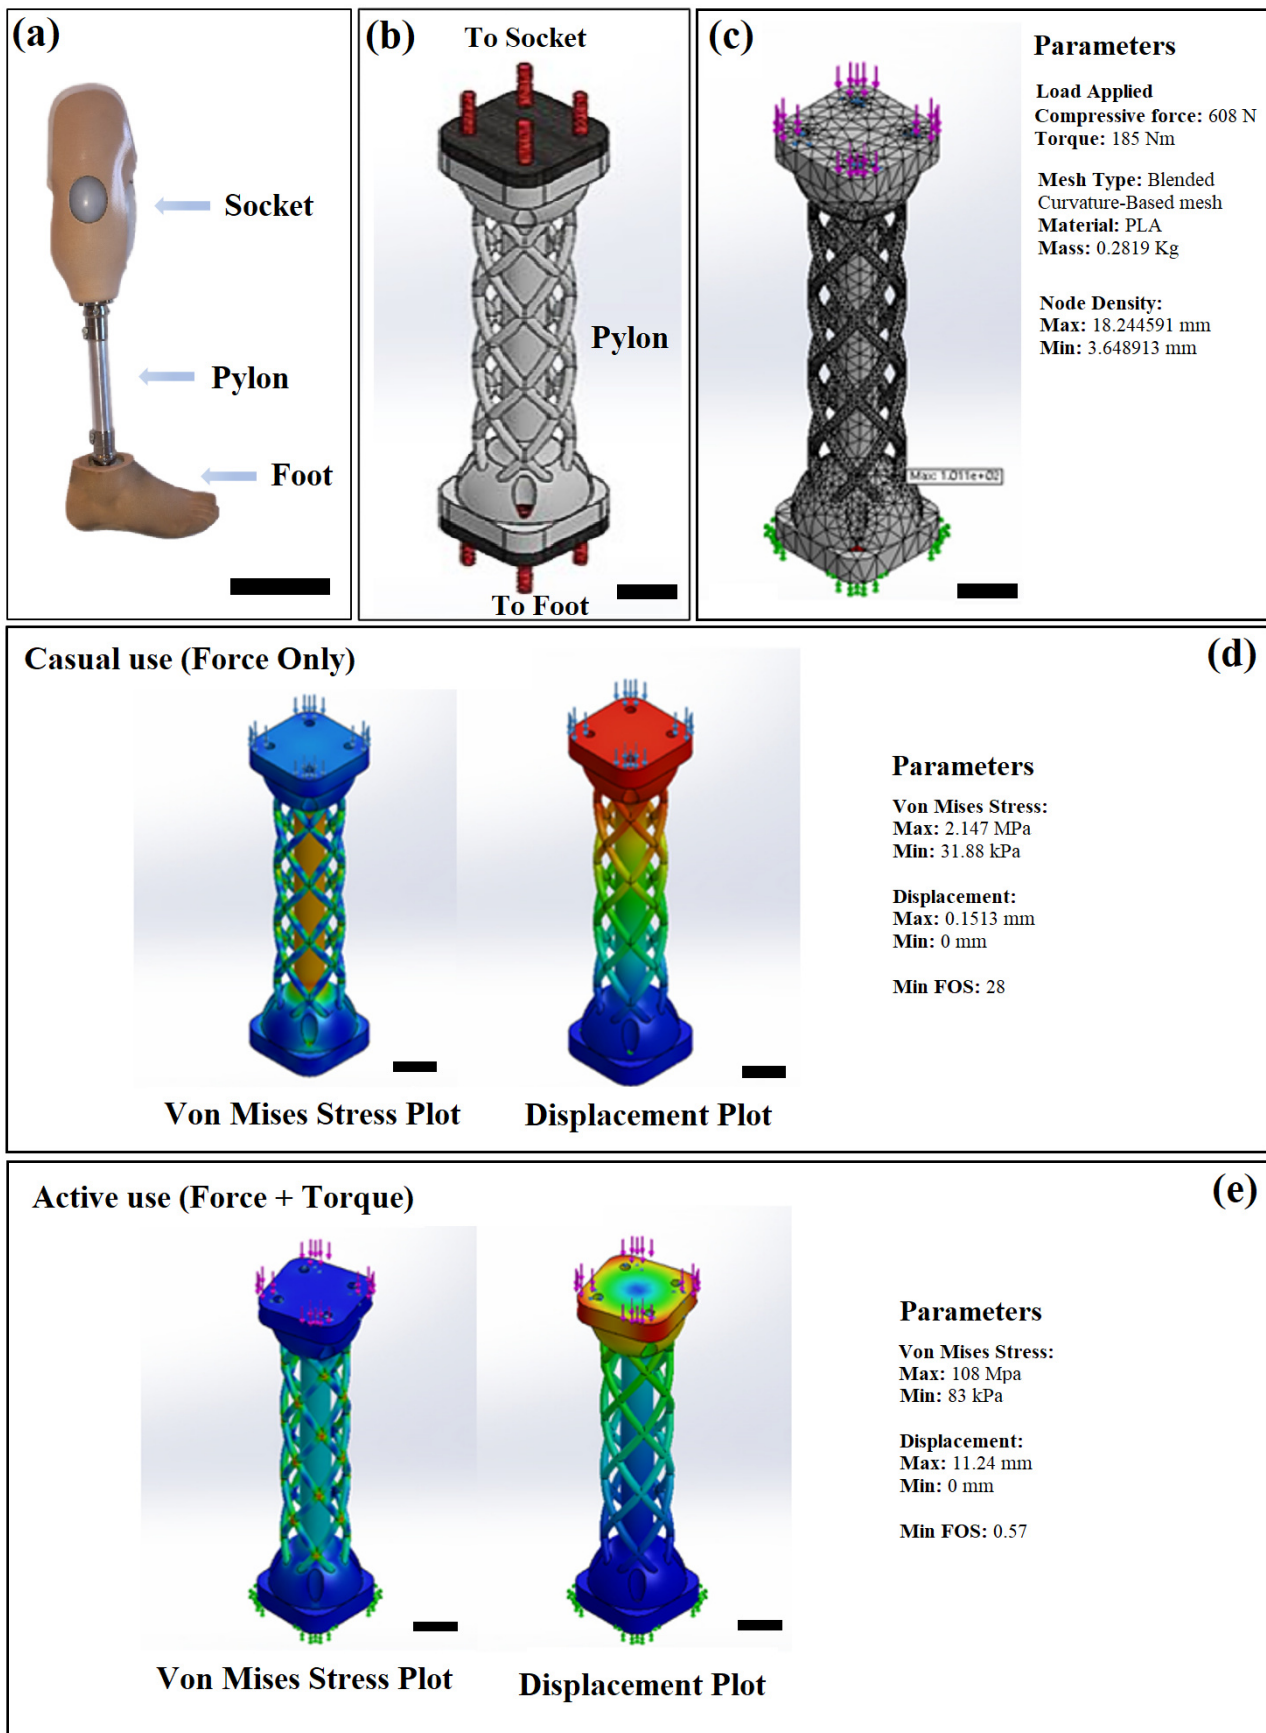 (a)
Socket
Pylon
Foot
(b)
To Socket
Pylon
To Foot
(c)
Parameters
Load Applied
Compressive force: 608 N
Torque: 185 Nm
Mesh Type: Blended
Curvature-Based mesh
Material: PLA
Mass: 0.2819 Kg
Node Density:
Max: 18.244591 mm
Min: 3.648913 mm
Max: 1.011e+02
Casual use (Force Only)
(d)
Parameters
Von Mises Stress:
Max: 2.147 MPa
Min: 31.88 kPa
Displacement:
Max: 0.1513 mm
Min: 0 mm
Min FOS: 28
Von Mises Stress Plot
Displacement Plot
Active use (Force + Torque)
(e)
Parameters
Von Mises Stress:
Max: 108 Mpa
Min: 83 kPa
Displacement:
Max: 11.24 mm
Min: 0 mm
Min FOS: 0.57
Von Mises Stress Plot
Displacement Plot